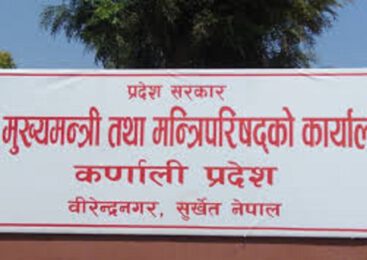 प्रदेश सरकार
मुख्यमन्त्री तथा मन्त्रिपरिषद्को कार्याल
कर्णाली प्रदेश
वीरेन्द्रनगर, सुर्खेत नेपाल